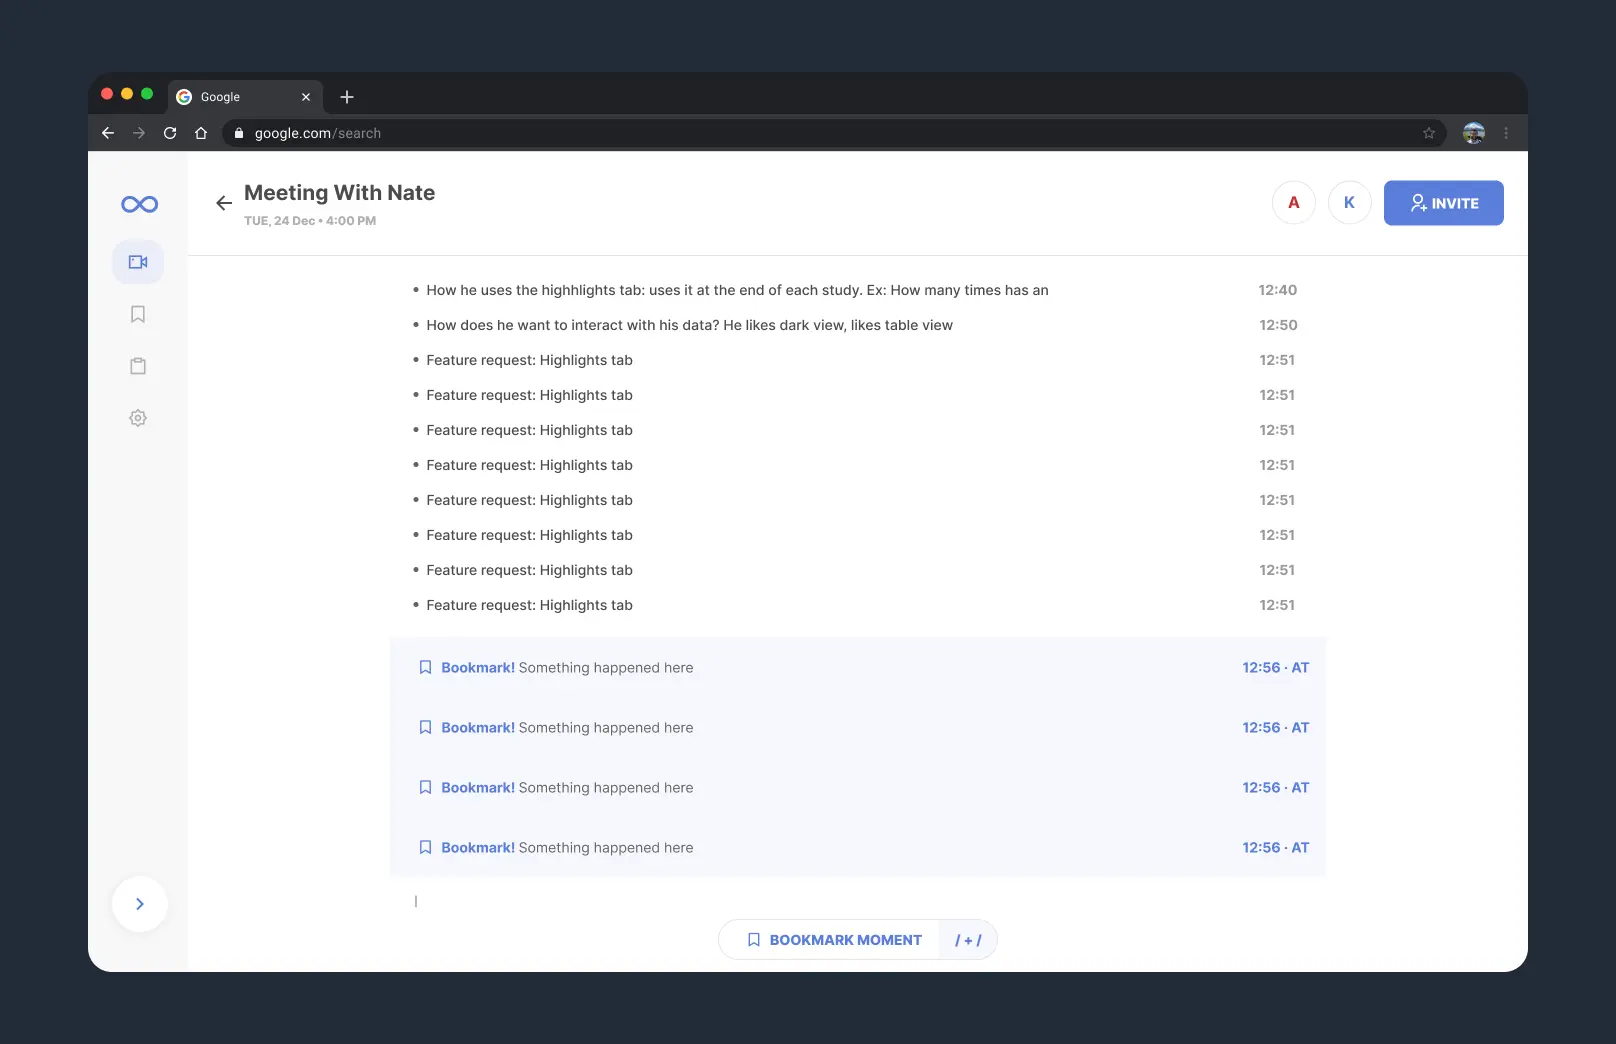 Google
google.com/search
Meeting With Nate
TUE, 24 Dec • 4:00 PM
A
K
INVITE
• How he uses the highhlights tab: uses it at the end of each study. Ex: How many times has an 12:40
• How does he want to interact with his data? He likes dark view, likes table view 12:50
• Feature request: Highlights tab 12:51
• Feature request: Highlights tab 12:51
• Feature request: Highlights tab 12:51
• Feature request: Highlights tab 12:51
• Feature request: Highlights tab 12:51
• Feature request: Highlights tab 12:51
• Feature request: Highlights tab 12:51
• Feature request: Highlights tab 12:51
Bookmark! Something happened here 12:56 · AT
Bookmark! Something happened here 12:56 · AT
Bookmark! Something happened here 12:56 · AT
Bookmark! Something happened here 12:56 · AT
BOOKMARK MOMENT / + /